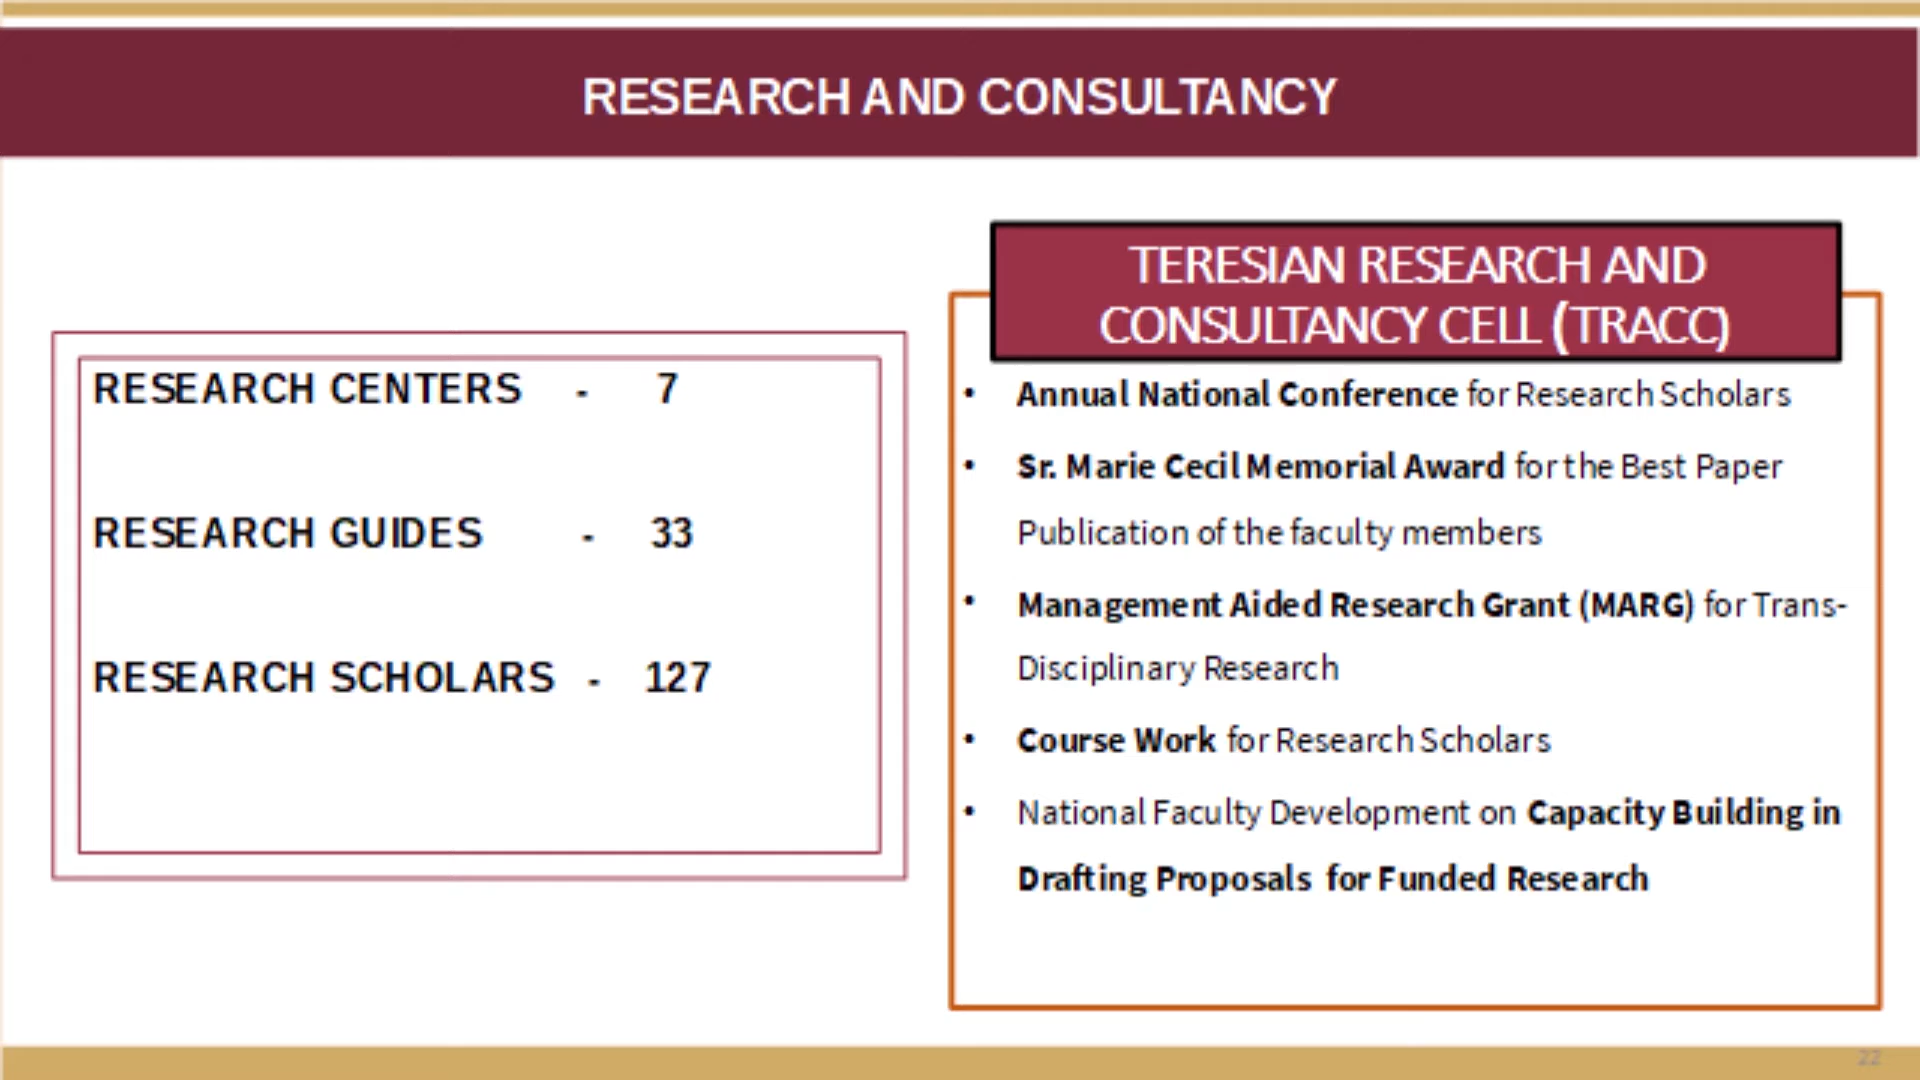 RESEARCH AND CONSULTANCY
RESEARCH CENTERS - 7
RESEARCH GUIDES - 33
RESEARCH SCHOLARS - 127
TERESIAN RESEARCH AND
CONSULTANCY CELL (TRACC)
• Annual National Conference for Research Scholars
• Sr. Marie Cecil Memorial Award for the Best Paper
Publication of the faculty members
• Management Aided Research Grant (MARG) for Trans-
Disciplinary Research
• Course Work for Research Scholars
• National Faculty Development on Capacity Building in
Drafting Proposals for Funded Research
22